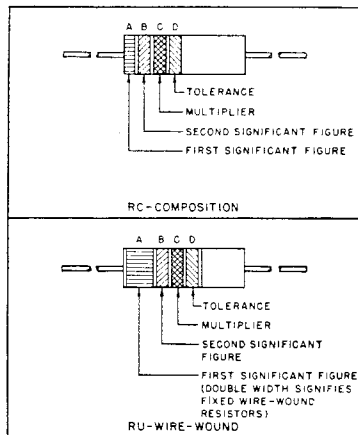 A B C D
TOLERANCE
MULTIPLIER
SECOND SIGNIFICANT FIGURE
FIRST SIGNIFICANT FIGURE
RC-COMPOSITION
A B C D
TOLERANCE
MULTIPLIER
SECOND SIGNIFICANT
FIGURE
FIRST SIGNIFICANT FIGURE
(DOUBLE WIDTH SIGNIFIES
FIXED WIRE-WOUND
RESISTORS)
RU-WIRE-WOUND